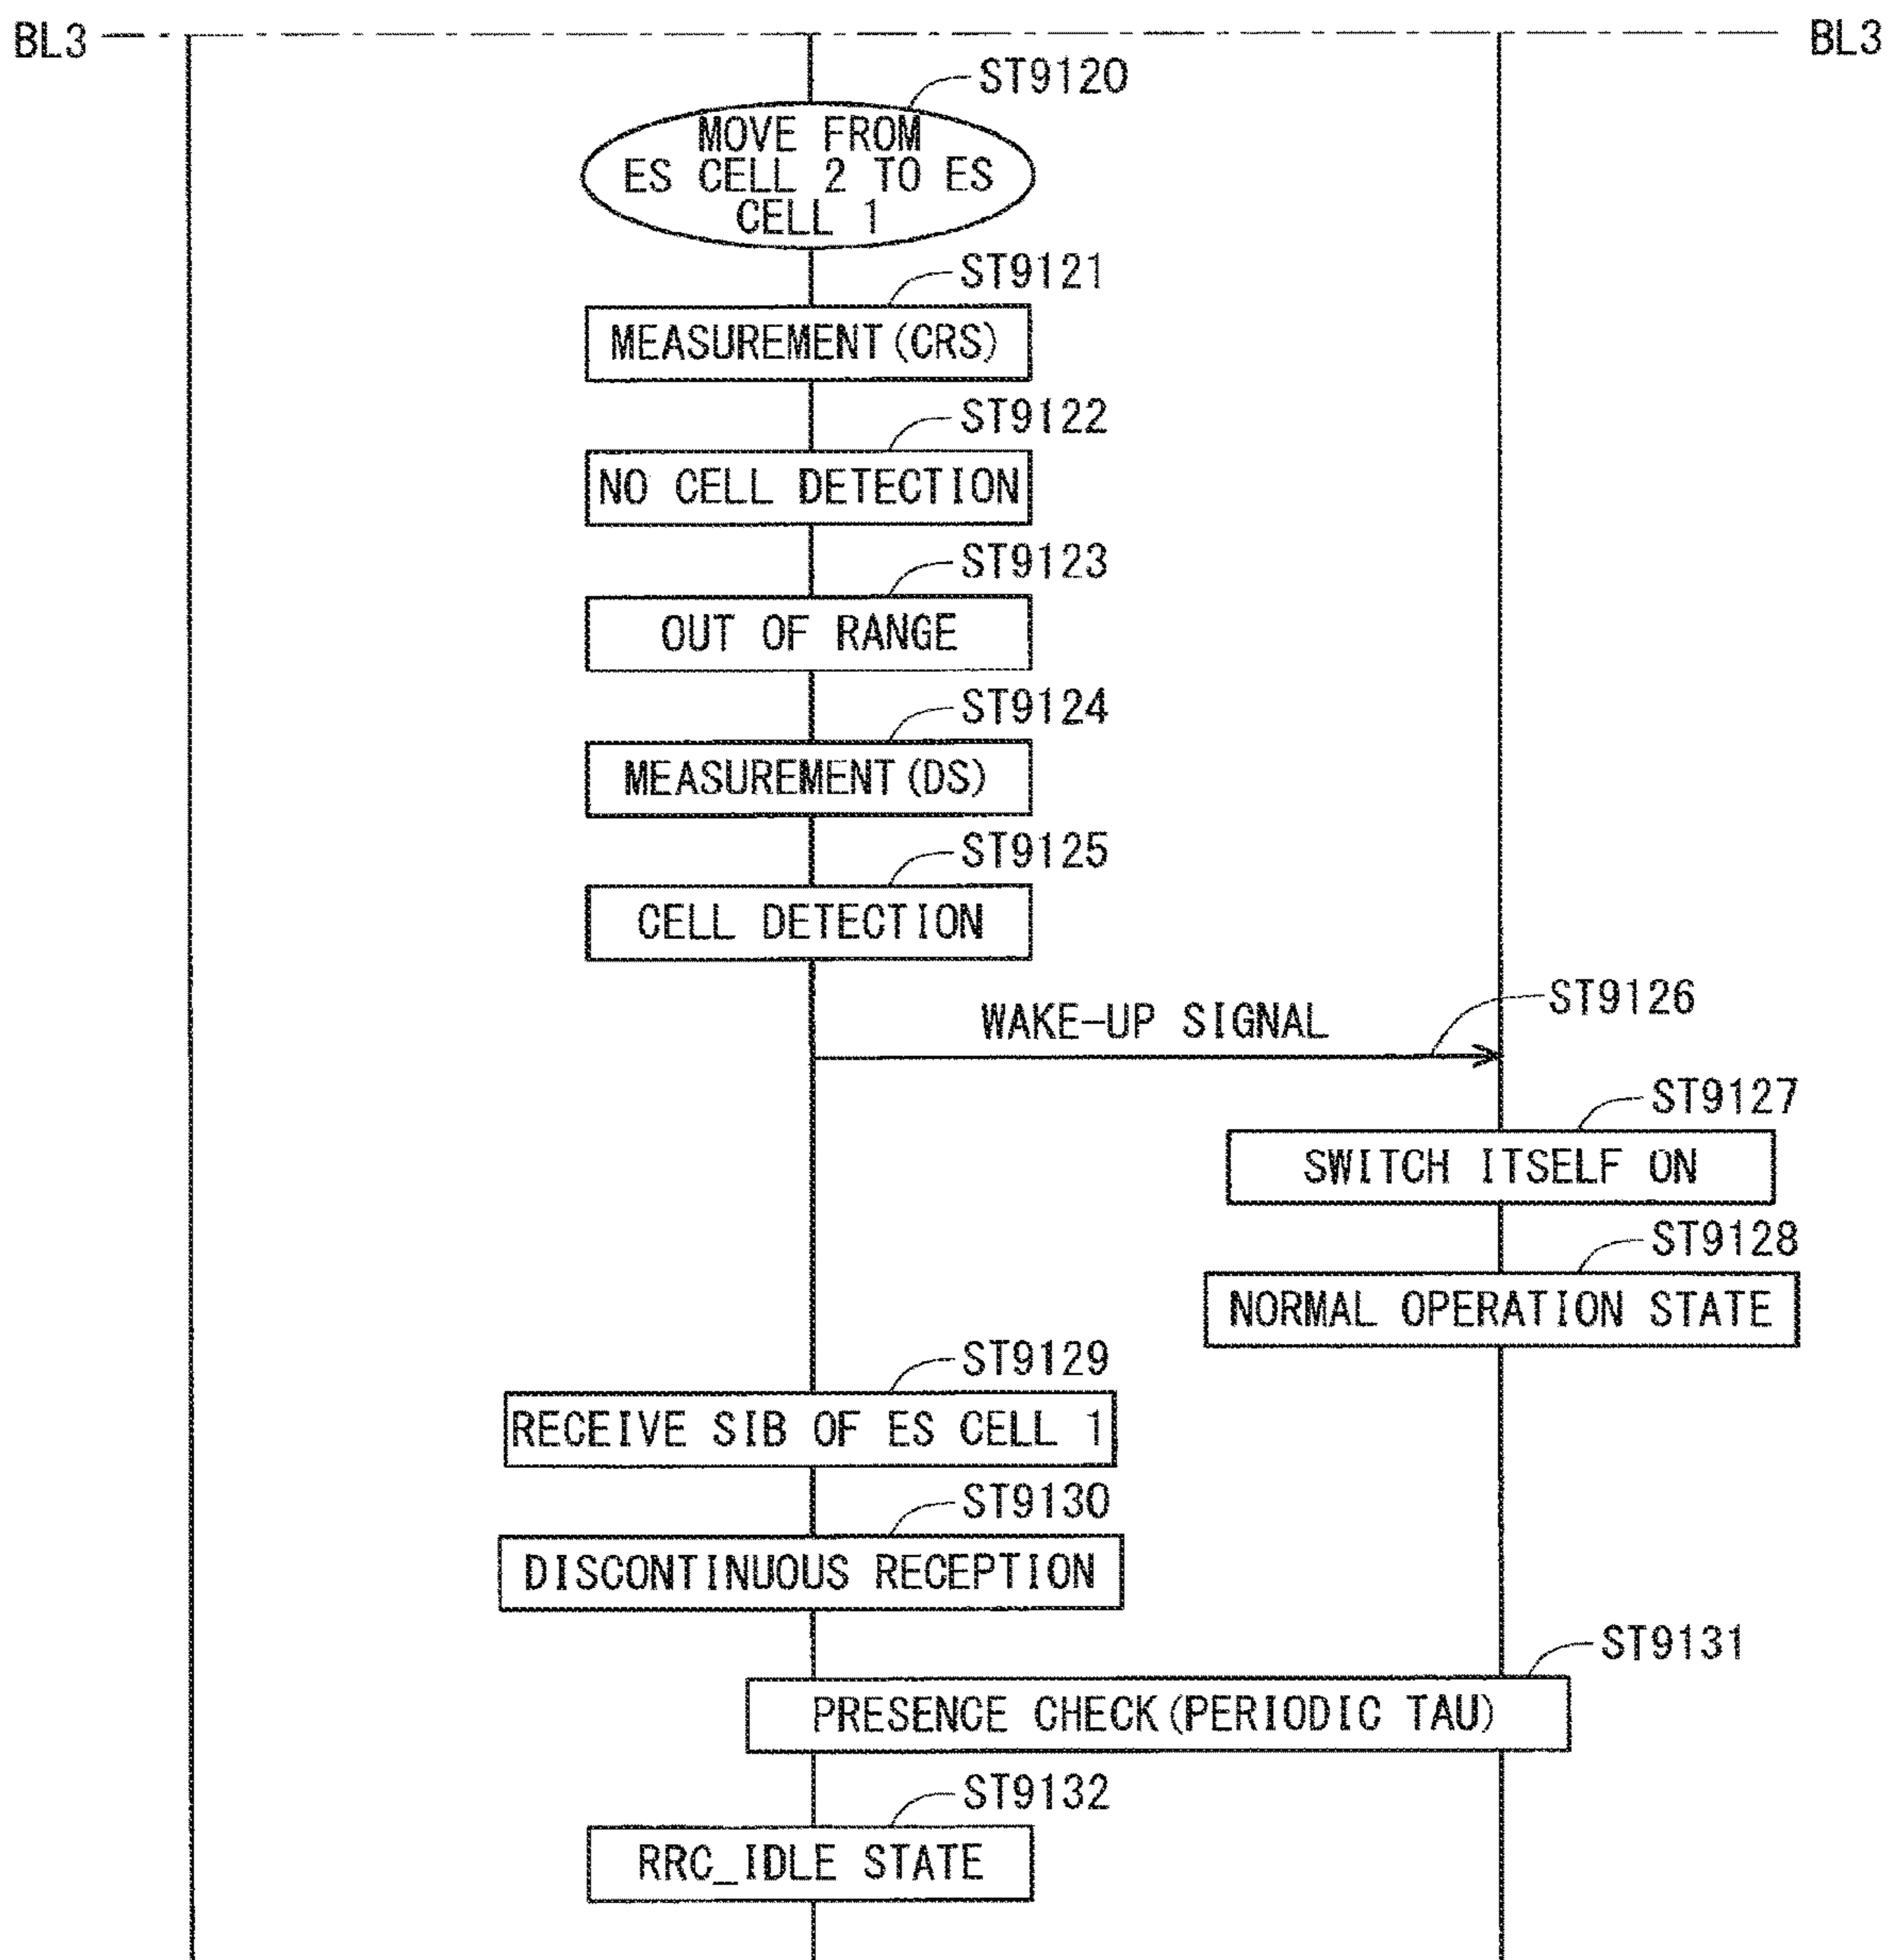 BL3
BL3
ST9120
MOVE FROM
ES CELL 2 TO ES
CELL 1
ST9121
MEASUREMENT(CRS)
ST9122
NO CELL DETECTION
ST9123
OUT OF RANGE
ST9124
MEASUREMENT(DS)
ST9125
CELL DETECTION
WAKE-UP SIGNAL
ST9126
ST9127
SWITCH ITSELF ON
ST9128
NORMAL OPERATION STATE
ST9129
RECEIVE SIB OF ES CELL 1
ST9130
DISCONTINUOUS RECEPTION
ST9131
PRESENCE CHECK(PERIODIC TAU)
ST9132
RRC_IDLE STATE